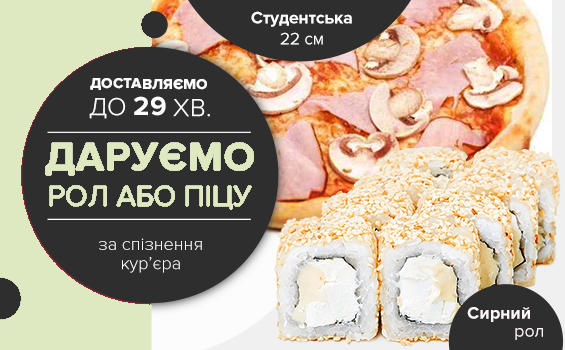 Студентська
22 см
ДОСТАВЛЯЄМО
ДО 29 ХВ.
ДАРУЄМО
РОЛ АБО ПІЦУ
за спізнення
кур’єра
Сирний
рол